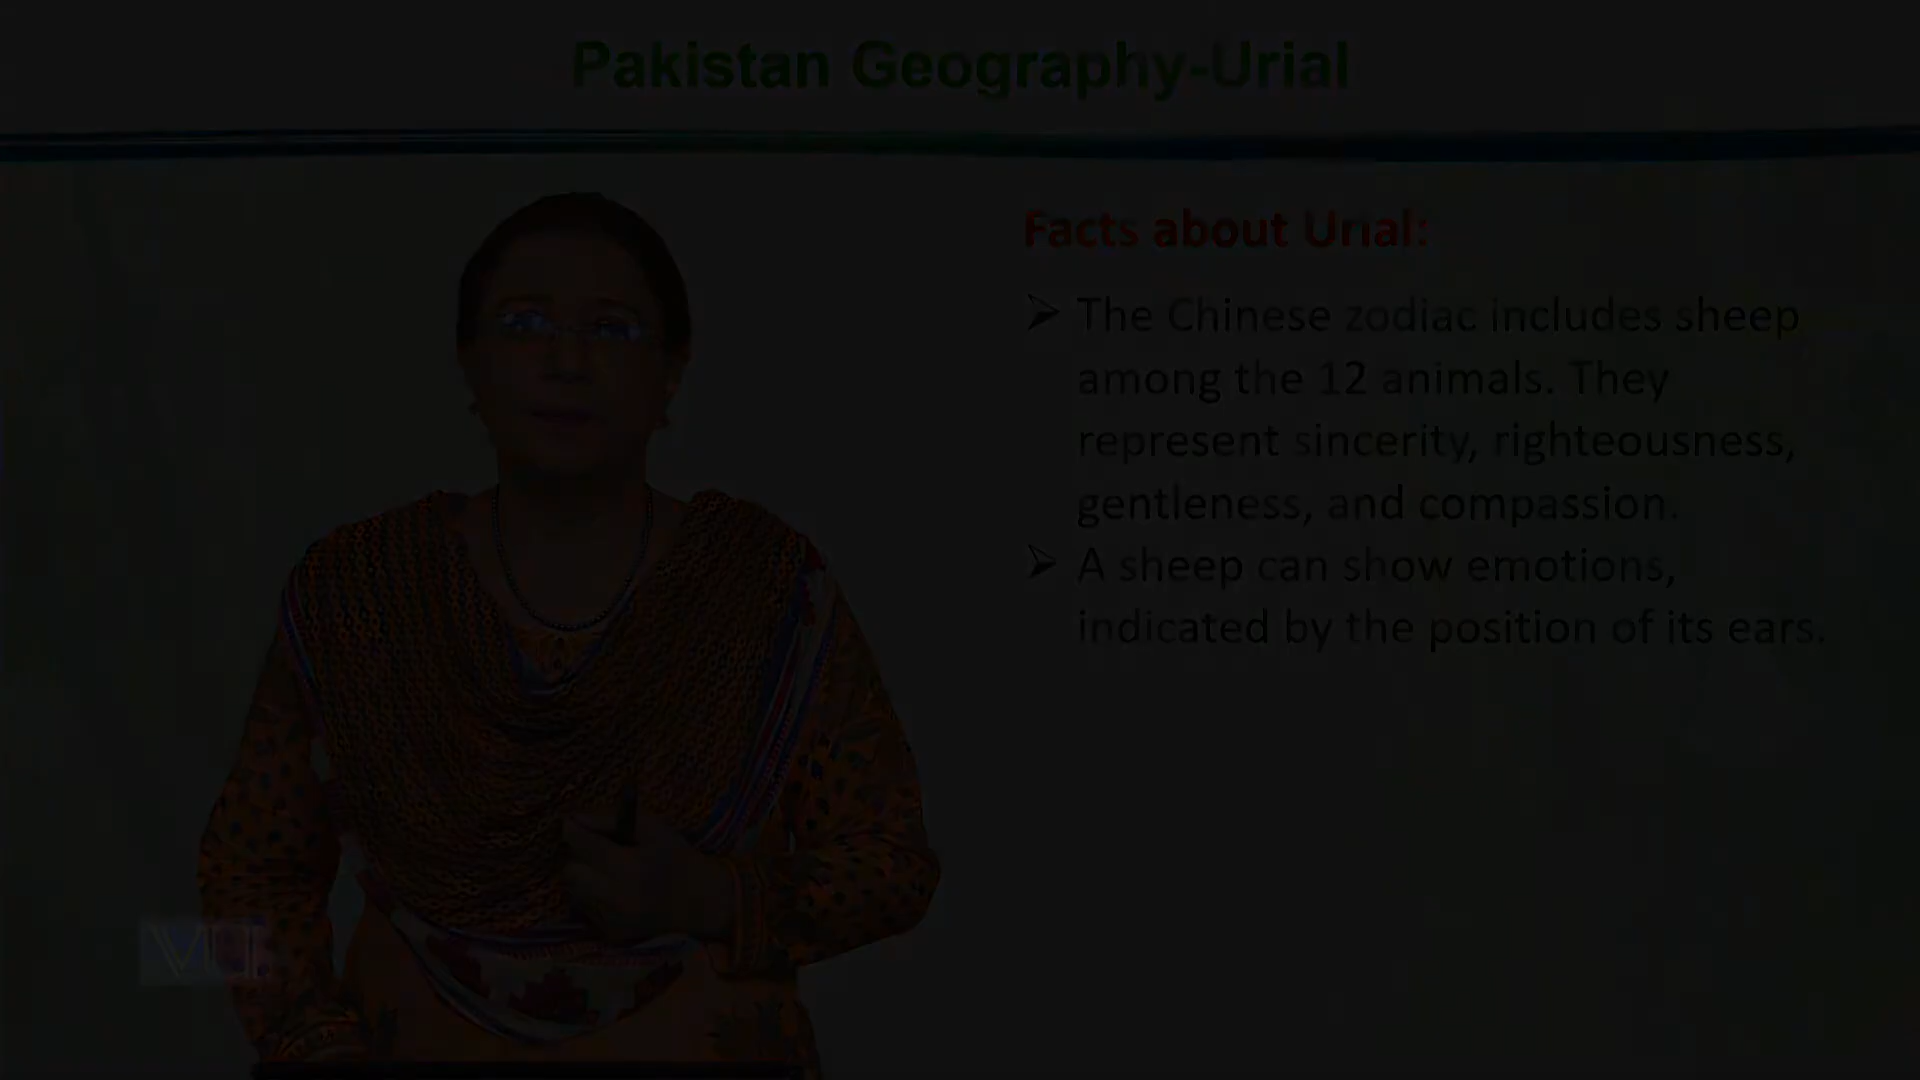 Pakistan Geography-Urial
Facts about Urial:
➢ The Chinese zodiac includes sheep
among the 12 animals. They
represent sincerity, righteousness,
gentleness, and compassion.
➢ A sheep can show emotions,
indicated by the position of its ears.
VU